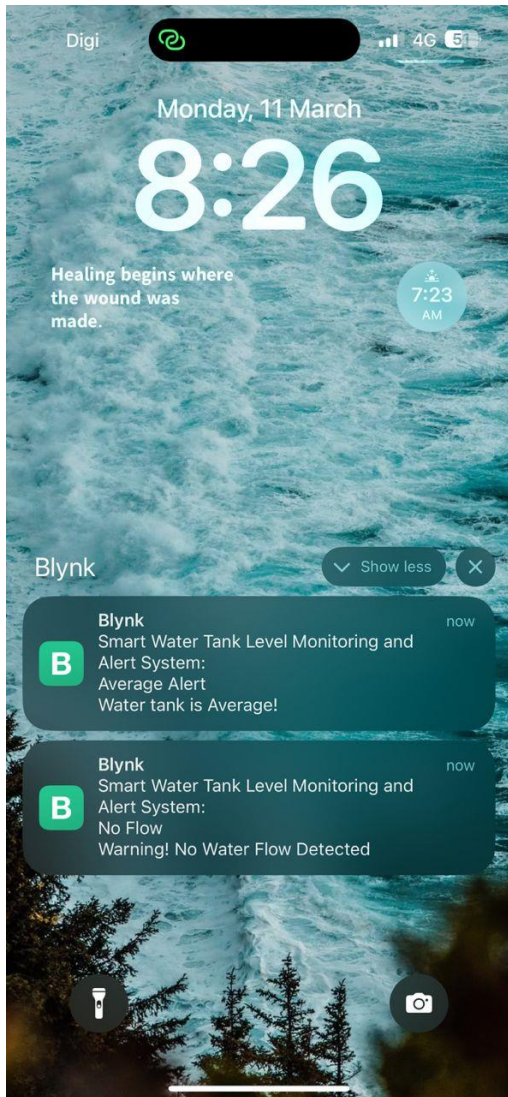 Digi
4G
Monday, 11 March
8:26
Healing begins where
the wound was
made.
7:23
AM
Blynk
Show less
Blynk
now
Smart Water Tank Level Monitoring and
Alert System:
Average Alert
Water tank is Average!
B
Blynk
now
Smart Water Tank Level Monitoring and
Alert System:
No Flow
Warning! No Water Flow Detected
B